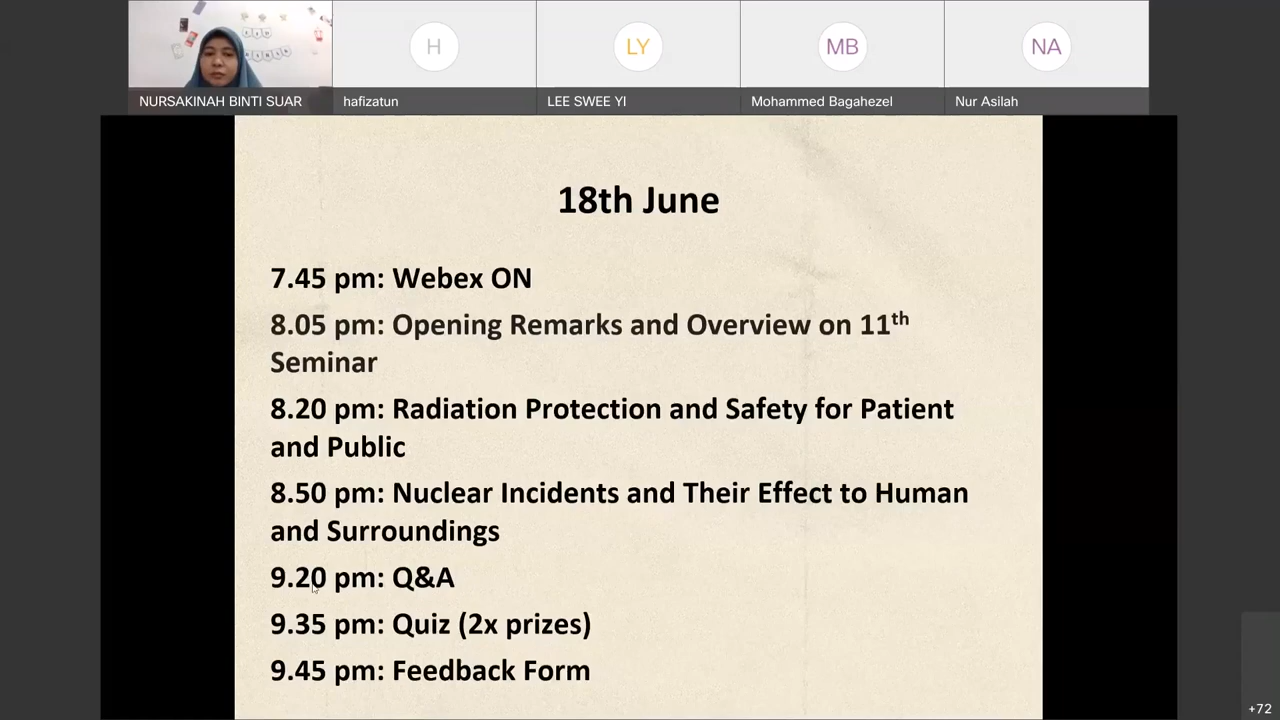 H
LY
MB
NA
NURSAKINAH BINTI SUAR
hafizatun
LEE SWEE YI
Mohammed Bagahezel
Nur Asilah
18th June
7.45 pm: Webex ON
8.05 pm: Opening Remarks and Overview on 11th
Seminar
8.20 pm: Radiation Protection and Safety for Patient
and Public
8.50 pm: Nuclear Incidents and Their Effect to Human
and Surroundings
9.20 pm: Q&A
9.35 pm: Quiz (2x prizes)
9.45 pm: Feedback Form
+72